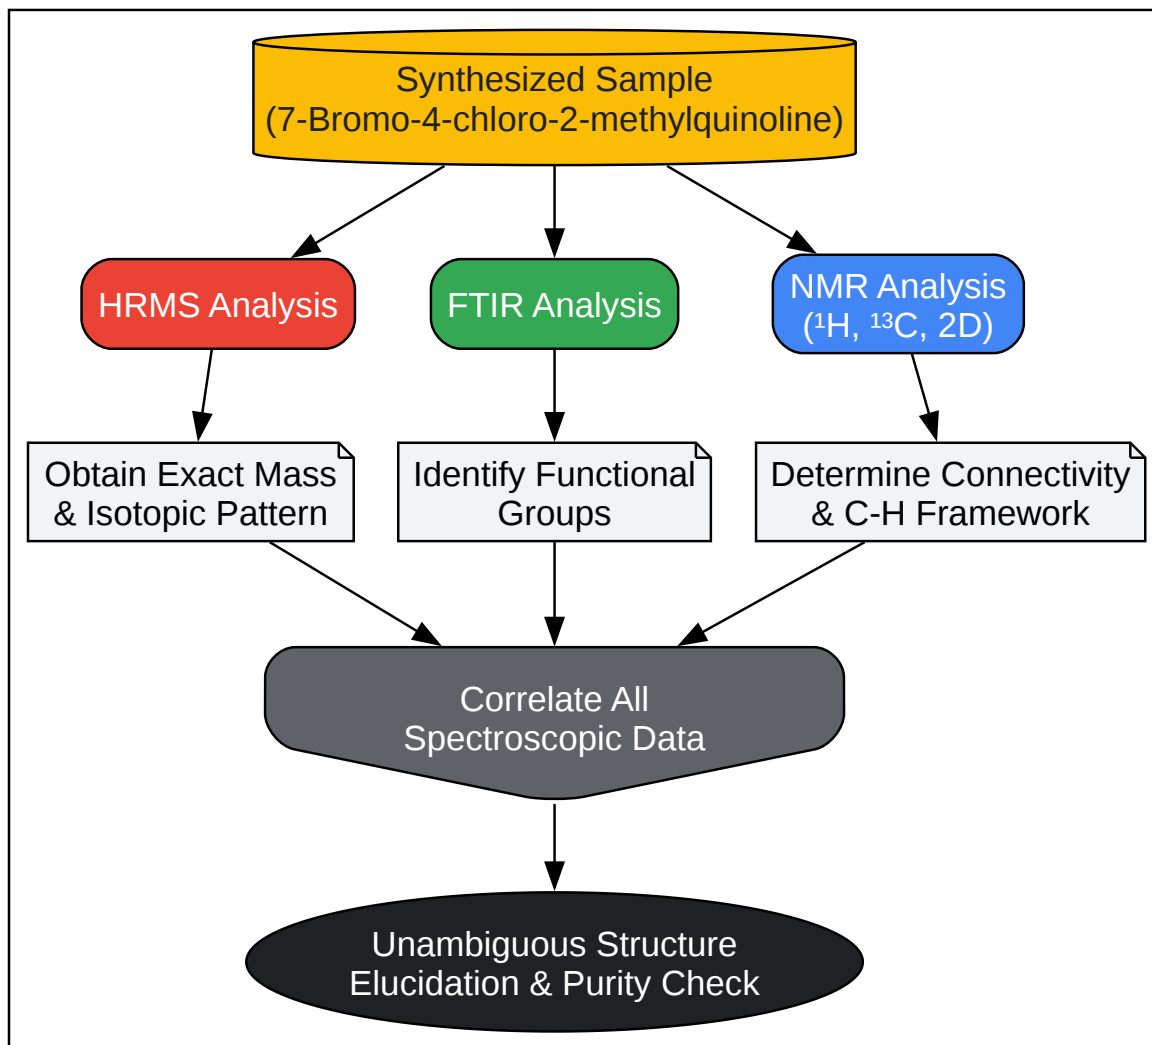 Synthesized Sample
(7-Bromo-4-chloro-2-methylquinoline)
HRMS Analysis
FTIR Analysis
NMR Analysis
(¹H, ¹³C, 2D)
Obtain Exact Mass
& Isotopic Pattern
Identify Functional
Groups
Determine Connectivity
& C-H Framework
Correlate All
Spectroscopic Data
Unambiguous Structure
Elucidation & Purity Check